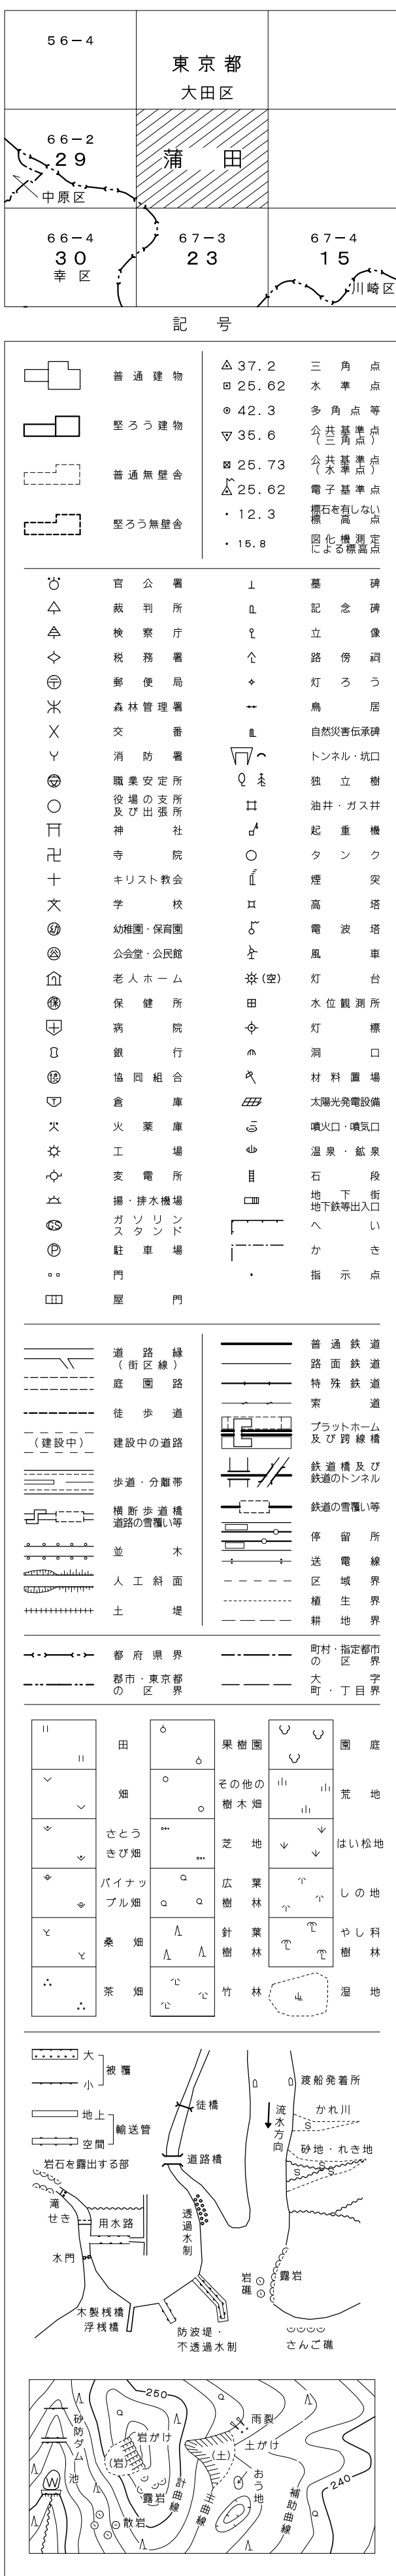 56-4
東京都
大田区
66-2
29
中原区
蒲田
66-4
30
幸区
67-3
23
67-4
15
川崎区
記号
普通建物
堅ろう建物
普通無壁舎
堅ろう無壁舎
37.2 三角点
25.62 水準点
42.3 多角点等
35.6 公共基準点
(三角点)
25.73 公共基準点
(水準点)
25.62 電子基準点
12.3 標石を有しない
標高点
15.8 図化機測定
による標高点
官公署 墓碑
裁判所 記念碑
検察庁 立像
税務署 路傍祠
郵便局 灯ろう
森林管理署 鳥居
交番 自然災害伝承碑
消防署 トンネル・坑口
職業安定所 独立樹
役場の支所
及び出張所 油井・ガス井
神社 起重機
寺院 タンク
キリスト教会 煙突
文 学校 高塔
幼 幼稚園・保育園 電波塔
公 公会堂・公民館 風車
老人ホーム (空) 灯台
保 保健所 水位観測所
病院 灯標
銀行 洞口
協 協同組合 材料置場
倉庫 太陽光発電設備
火薬庫 噴火口・噴気口
工場 温泉・鉱泉
変電所 石段
揚・排水機場 地下街
地下鉄等出入口
GS ガソリン
スタンド へい
P 駐車場 かき
門 指示点
屋門
道路縁
(街区線)
庭園路
徒歩道
(建設中) 建設中の道路
歩道・分離帯
横断歩道橋
道路の雪覆い等
並木
人工斜面
土堤
普通鉄道
路面鉄道
特殊鉄道
索道
プラットホーム
及び跨線橋
鉄道橋及び
鉄道のトンネル
鉄道の雪覆い等
停留所
送電線
区域界
植生界
耕地界
都府県界
郡市・東京都
の区界
町村・指定都市
の区界
大字
町・丁目界
田 果樹園 園庭
畑 その他の
樹木畑 荒地
さとう
きび畑 芝地 はい松地
パイナッ
プル畑 広葉
樹林 しの地
桑畑 針葉
樹林 やし科
樹林
茶畑 竹林 湿地
大
小
被覆
地上
空間
輸送管
岩石を露出する部
滝
せき
用水路
水門
木製桟橋
浮桟橋
徒橋
道路橋
透過水制
防波堤・
不透過水制
渡船発着所
流水方向
かれ川
砂地・れき地
S
S
S
岩礁
露岩
さんご礁
250
砂防ダム
池
W
岩がけ
(岩)
露岩
散岩
計曲線
主曲線
雨裂
土がけ
(土)
おう地
補助曲線
240